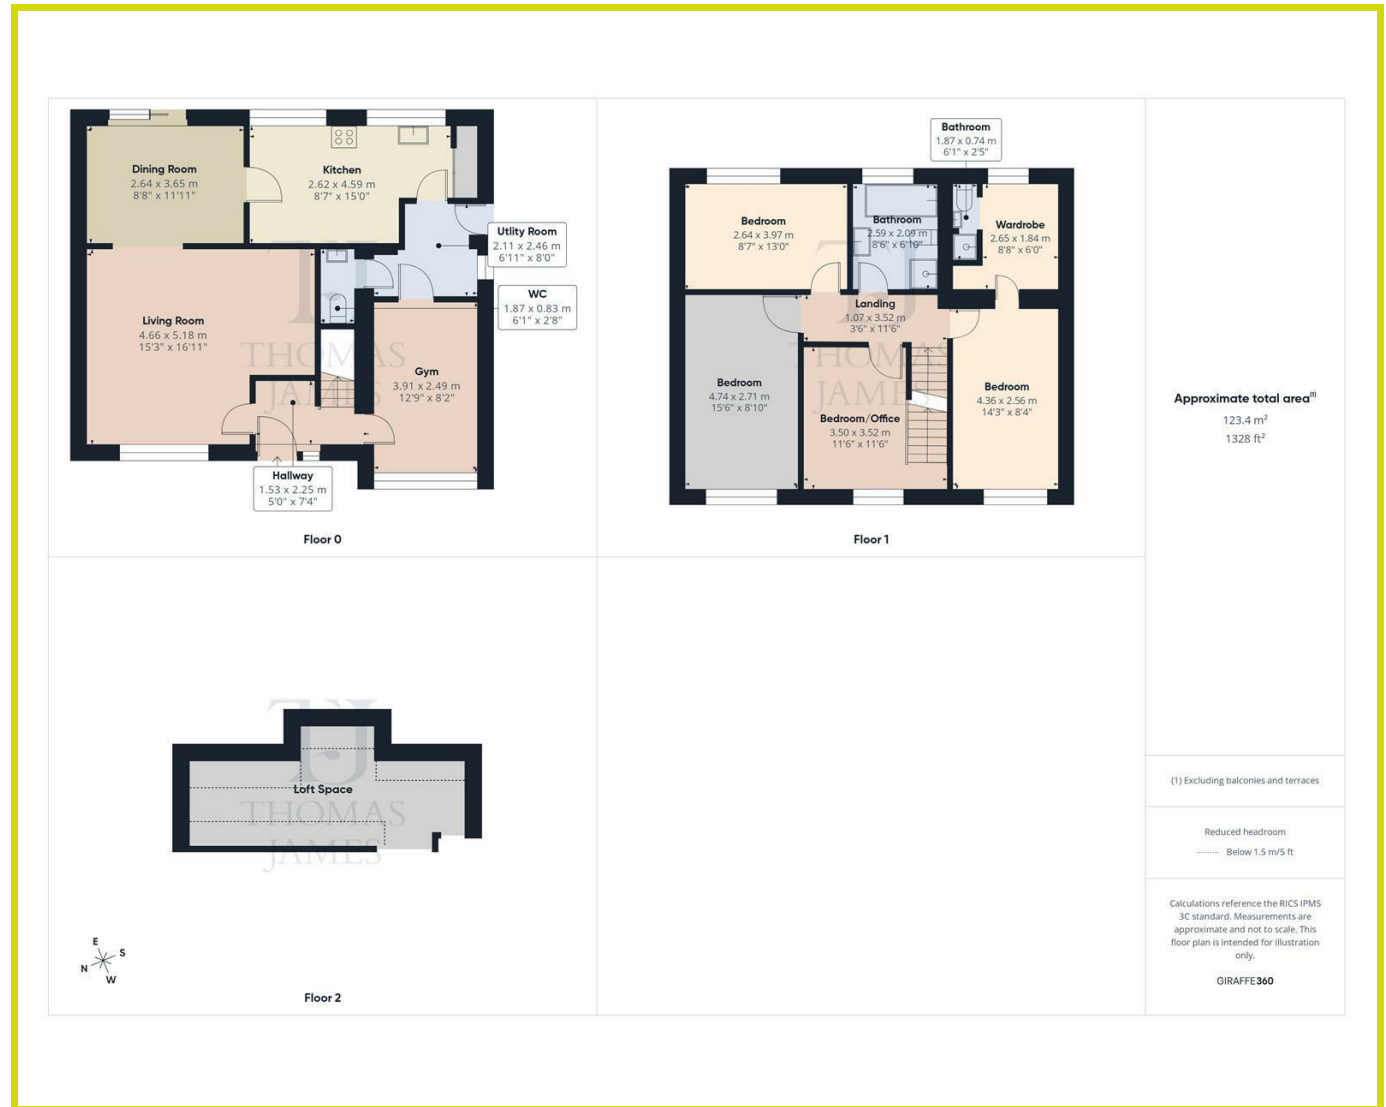 Dining Room
2.64 x 3.65 m
8'8" x 11'11"
Kitchen
2.62 x 4.59 m
8'7" x 15'0"
Utlity Room
2.11 x 2.46 m
6'11" x 8'0"
WC
1.87 x 0.83 m
6'1" x 2'8"
Living Room
4.66 x 5.18 m
15'3" x 16'11"
Gym
3.91 x 2.49 m
12'9" x 8'2"
Hallway
1.53 x 2.25 m
5'0" x 7'4"
THOMAS
JAMES
Floor 0
Bathroom
1.87 x 0.74 m
6'1" x 2'5"
Bedroom
2.64 x 3.97 m
8'7" x 13'0"
Bathroom
2.59 x 2.09 m
8'6" x 6'10"
Wardrobe
2.65 x 1.84 m
8'8" x 6'0"
Landing
1.07 x 3.52 m
3'6" x 11'6"
Bedroom
4.74 x 2.71 m
15'6" x 8'10"
Bedroom/Office
3.50 x 3.52 m
11'6" x 11'6"
Bedroom
4.36 x 2.56 m
14'3" x 8'4"
THOMAS
JAMES
Floor 1
Loft Space
TJ
THOMAS
JAMES
E
S
N
W
Floor 2
Approximate total area(1)
123.4 m²
1328 ft²
(1) Excluding balconies and terraces
Reduced headroom
Below 1.5 m/5 ft
Calculations reference the RICS IPMS
3C standard. Measurements are
approximate and not to scale. This
floor plan is intended for illustration
only.
GIRAFFE360